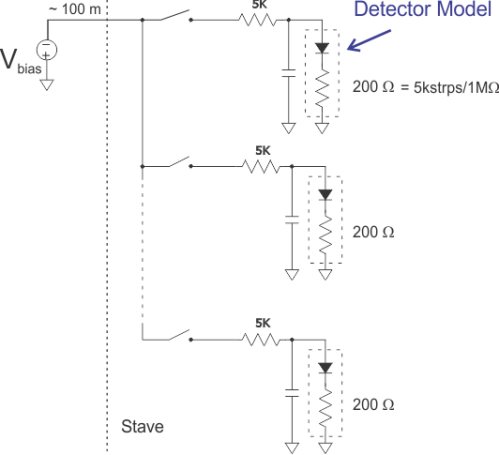 ~ 100 m
5K
Detector Model
V bias
−
+
200 Ω = 5kstrps/1MΩ
5K
200 Ω
5K
200 Ω
Stave